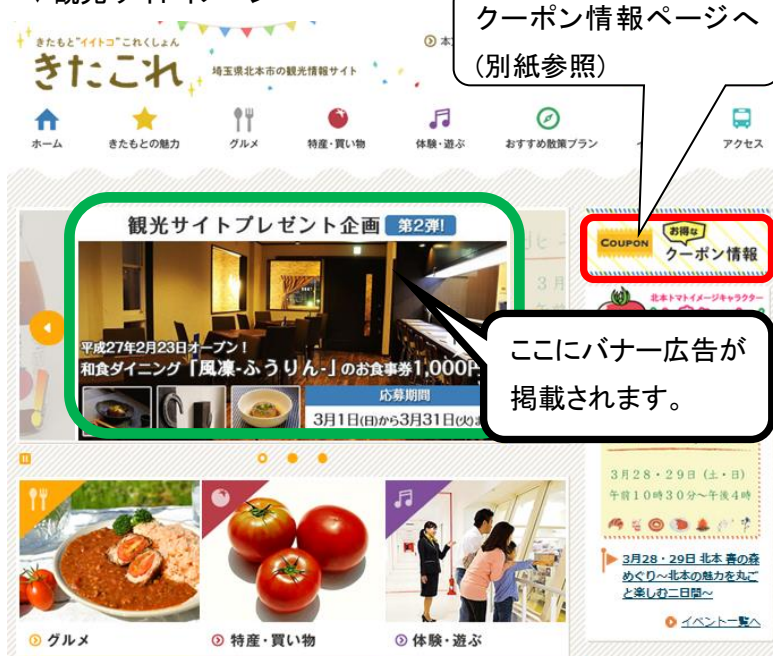 クーポン情報ページへ
(別紙参照)
きたもと"イイトコ"これくしょん
きたこれ
埼玉県北本市の観光情報サイト
ホーム
きたもとの魅力
グルメ
特産・買い物
体験・遊ぶ
おすすめ散策プラン
アクセス
観光サイトプレゼント企画 第2弾!
平成27年2月23日オープン!
和食ダイニング「風凜-ふうりん-」のお食事券1,000円
応募期間
3月1日(日)から3月31日(火)
COUPON お得な
クーポン情報
北本トマトイメージキャラクター
ここにバナー広告が
掲載されます。
3月28・29日(土・日)
午前10時30分~午後4時
3月28・29日 北本 春の森
めぐり~北本の魅力を丸ご
と楽しむ二日間~
イベント一覧へ
グルメ
特産・買い物
体験・遊ぶ